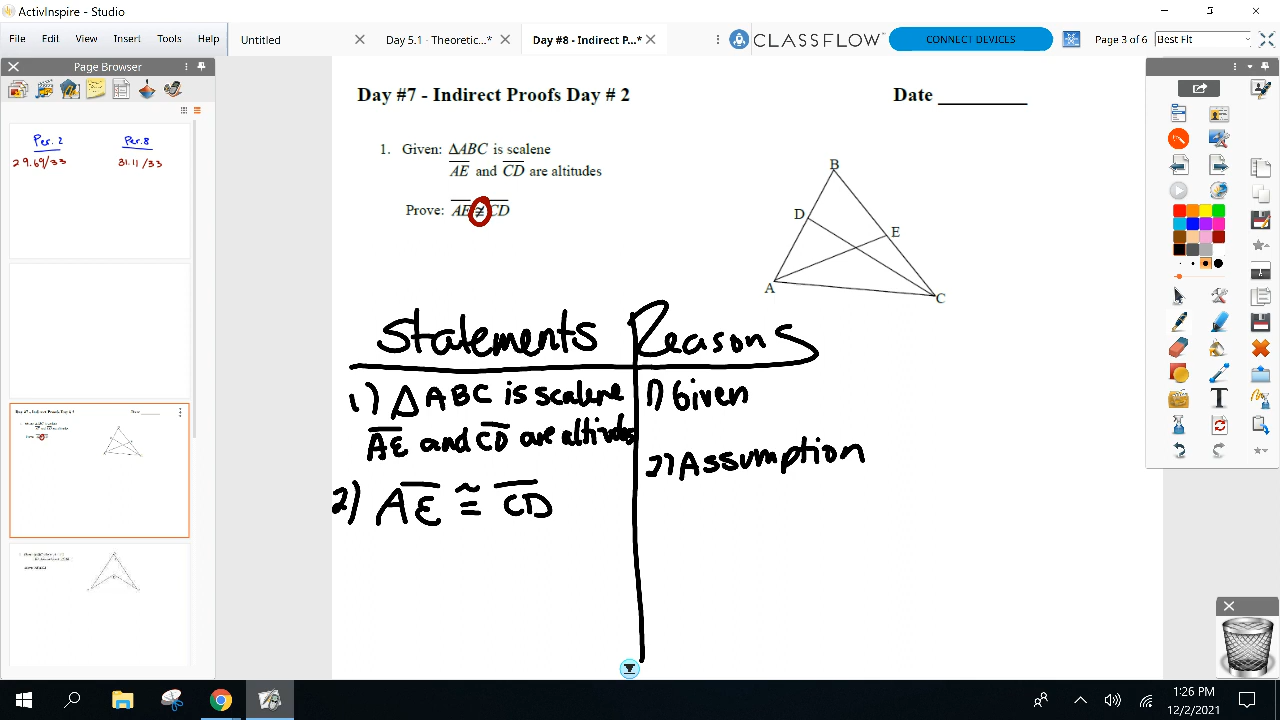 ActivInspire - Studio
File Edit View Insert Tools Help
Untitled
Day 5.1 - Theoretic...*
Day #8 - Indirect P...*
CLASSFLOW
CONNECT DEVICES
Page 3 of 6
Best Fit
Page Browser
Per. 2 Per. 8
29.69/33 31.11/33
Day #7 - Indirect Proofs Day # 2
Date __________
1. Given: ΔABC is scalene
AE and CD are altitudes
Prove: AE ≇ CD
B
D
E
A
C
Statements Reasons
1.) △ ABC is scalene 1) Given
AE and CD are altitudes
2) Assumption
2) AE ≅ CD
T
1:26 PM
12/2/2021